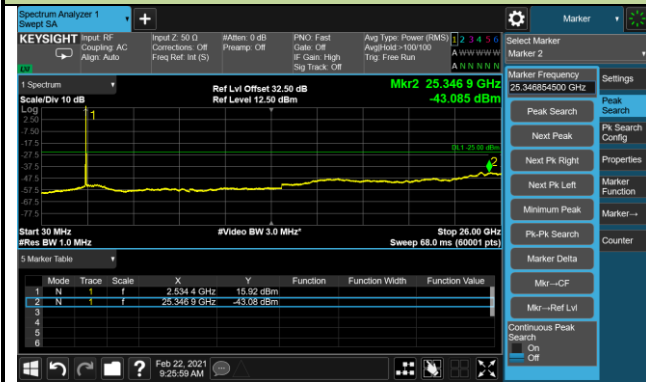 Spectrum Analyzer 1
Swept SA
Marker
KEYSIGHT
Input: RF
Coupling: AC
Align: Auto
Input Z: 50 Ω
Corrections: Off
Freq Ref: Int (S)
#Atten: 0 dB
Preamp: Off
PNO: Fast
Gate: Off
IF Gain: High
Sig Track: Off
Avg Type: Power (RMS)
Avg|Hold:>100/100
Trig: Free Run
1 2 3 4 5 6
A W W W W W
A N N N N N
Select Marker
Marker 2
1 Spectrum
Scale/Div 10 dB
Ref Lvl Offset 32.50 dB
Ref Level 12.50 dBm
Mkr2 25.346 9 GHz
-43.085 dBm
Log
2.50
-7.50
-17.5
-27.5
-37.5
-47.5
-57.5
-67.5
-77.5
1
DL1 -25.00 dBm
2
Start 30 MHz
#Res BW 1.0 MHz
#Video BW 3.0 MHz*
Stop 26.00 GHz
Sweep 68.0 ms (60001 pts)
5 Marker Table
Mode Trace Scale X Y Function Function Width Function Value
1 N 1 f 2.534 4 GHz 15.92 dBm
2 N 1 f 25.346 9 GHz -43.08 dBm
3
4
5
6
Marker Frequency
25.346854500 GHz
Peak Search
Next Peak
Next Pk Right
Next Pk Left
Minimum Peak
Pk-Pk Search
Marker Delta
Mkr→CF
Mkr→Ref Lvl
Continuous Peak
Search
On
Off
Settings
Peak
Search
Pk Search
Config
Properties
Marker
Function
Marker→
Counter
Feb 22, 2021
9:25:59 AM